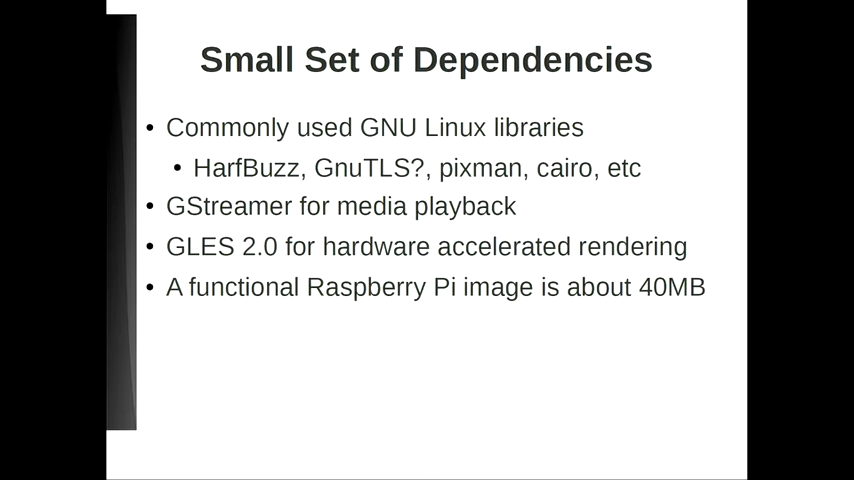 Small Set of Dependencies
• Commonly used GNU Linux libraries
• HarfBuzz, GnuTLS?, pixman, cairo, etc
• GStreamer for media playback
• GLES 2.0 for hardware accelerated rendering
• A functional Raspberry Pi image is about 40MB